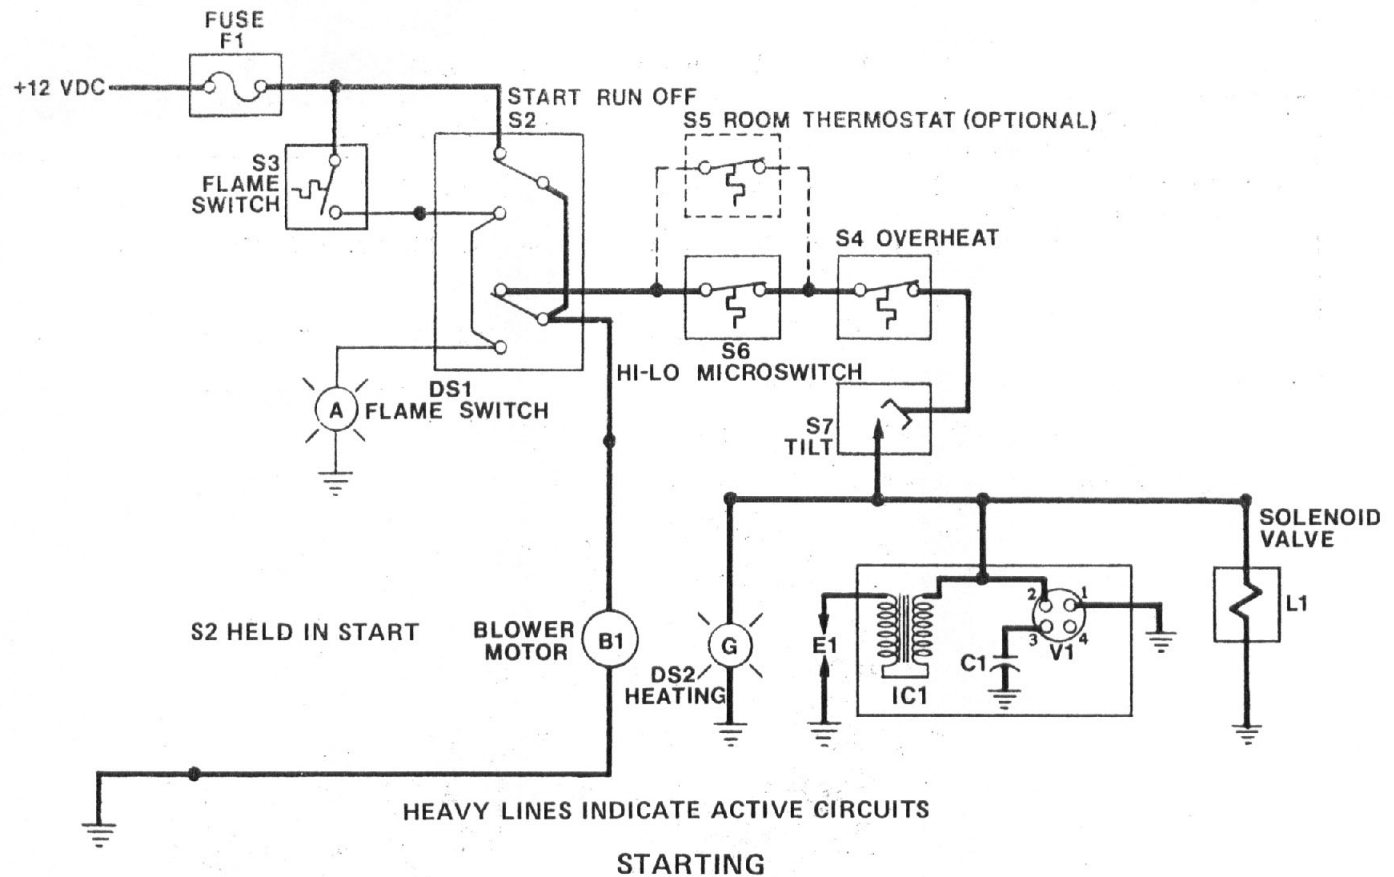 FUSE
F1
+12 VDC
START RUN OFF
S2
S5 ROOM THERMOSTAT (OPTIONAL)
S3
FLAME
SWITCH
S4 OVERHEAT
S6
HI-LO MICROSWITCH
DS1
A FLAME SWITCH
S7
TILT
SOLENOID
VALVE
L1
S2 HELD IN START
BLOWER
MOTOR
B1
G
DS2
HEATING
E1
IC1
2 1
3 4
V1
C1
HEAVY LINES INDICATE ACTIVE CIRCUITS
STARTING